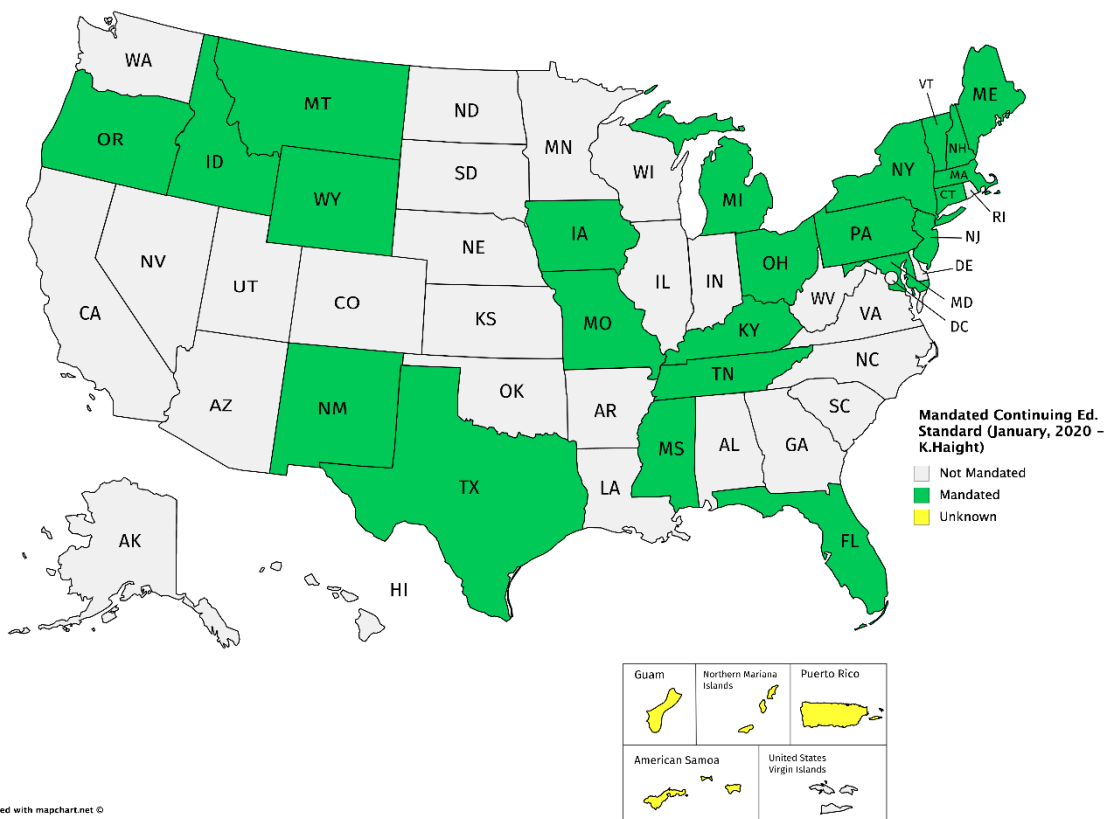 WA
MT
ND
MN
VT
ME
OR
ID
SD
WI
NH
NY
MA
CT
RI
WY
MI
IA
PA
NJ
NE
NV
UT
CO
IL
IN
OH
DE
MD
DC
WV
VA
CA
KS
MO
KY
NC
TN
AZ
NM
OK
AR
SC
MS
AL
GA
TX
LA
FL
AK
HI
Mandated Continuing Ed.
Standard (January, 2020 –
K.Haight)
Not Mandated
Mandated
Unknown
Guam
Northern Mariana
Islands
Puerto Rico
American Samoa
United States
Virgin Islands
ed with mapchart.net ©